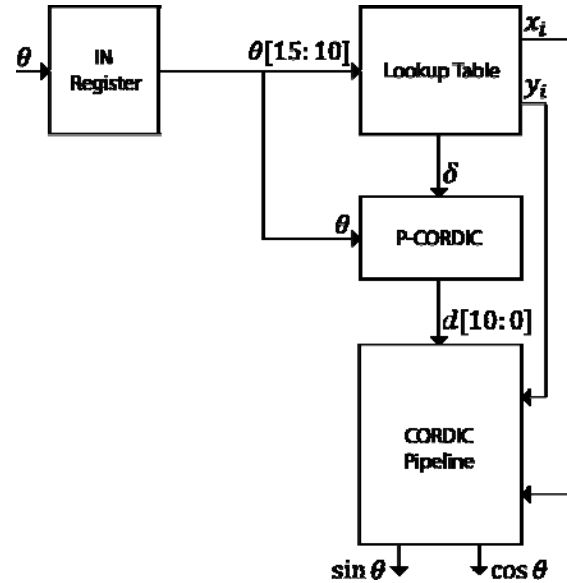 θ
IN
Register
θ[15:10]
Lookup Table
x_i
y_i
δ
θ
P-CORDIC
d[10:0]
CORDIC
Pipeline
sin θ
cos θ